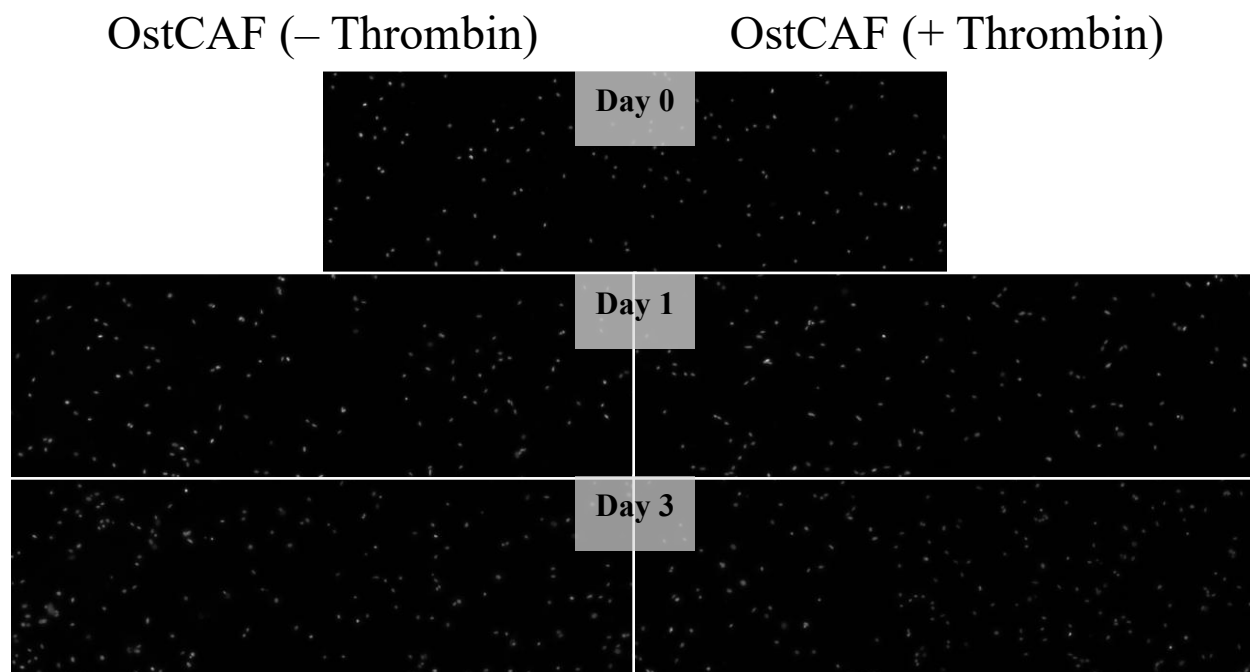 OstCAF (– Thrombin)
OstCAF (+ Thrombin)
Day 0
Day 1
Day 3